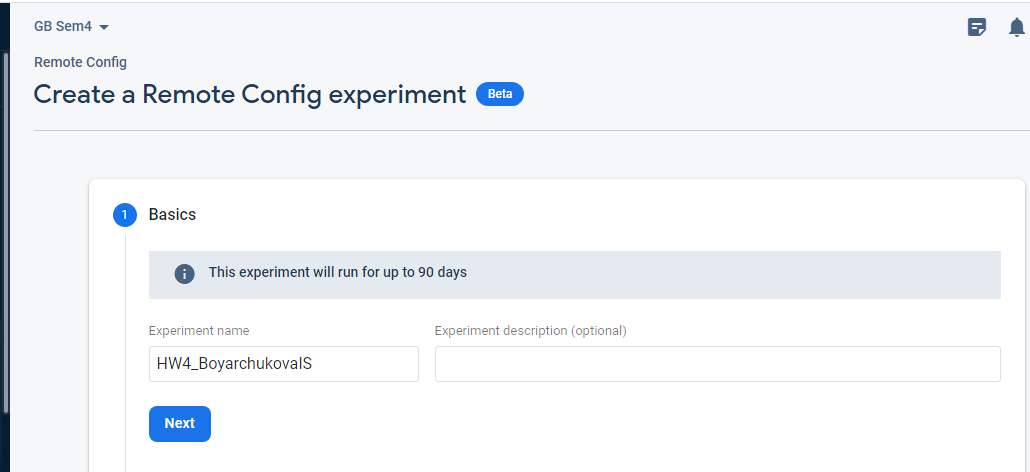 GB Sem4
Remote Config
Create a Remote Config experiment Beta
1 Basics
This experiment will run for up to 90 days
Experiment name Experiment description (optional)
HW4_BoyarchukovaIS
Next